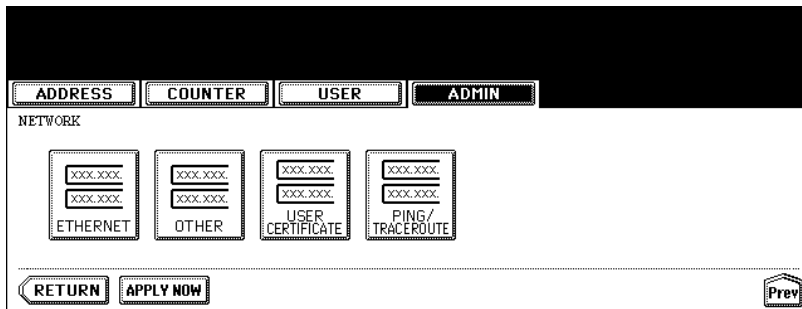 ADDRESS COUNTER USER ADMIN
NETWORK
XXX.XXX. XXX.XXX. XXX.XXX. XXX.XXX.
XXX.XXX. XXX.XXX. XXX.XXX. XXX.XXX.
ETHERNET OTHER USER CERTIFICATE PING/ TRACEROUTE
RETURN APPLY NOW Prev